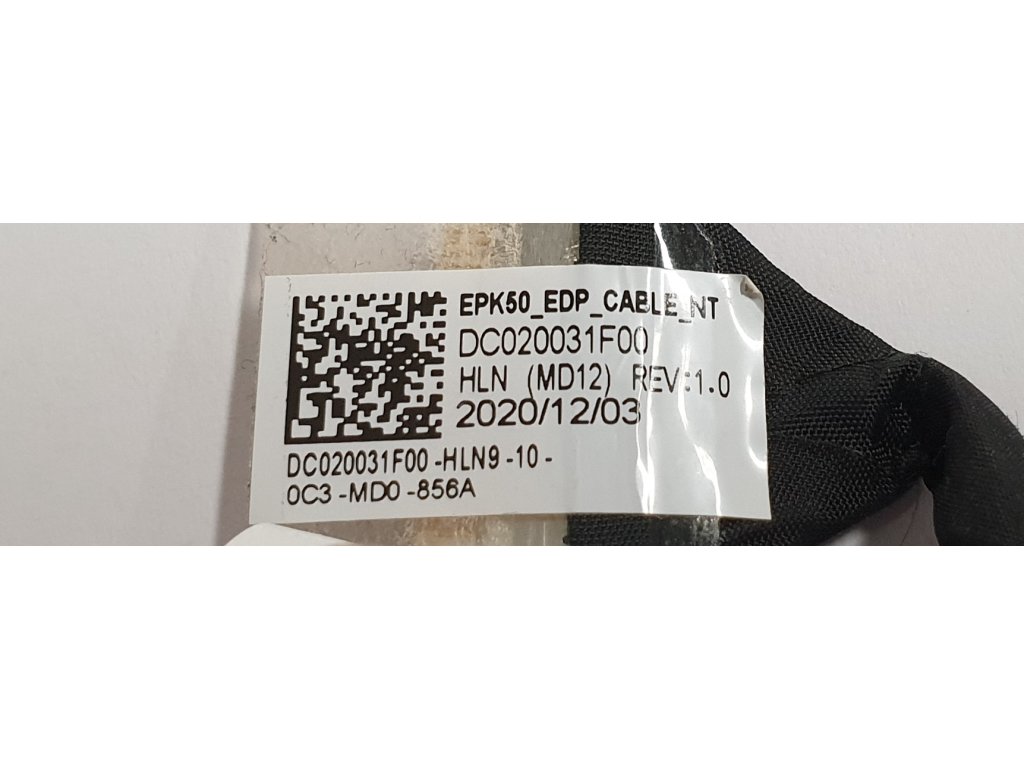 EPK50_EDP_CABLE_NT
DC020031F00
HLN (MD12) REV:1.0
2020/12/03
DC020031F00-HLN9-10-
0C3-MD0-856A